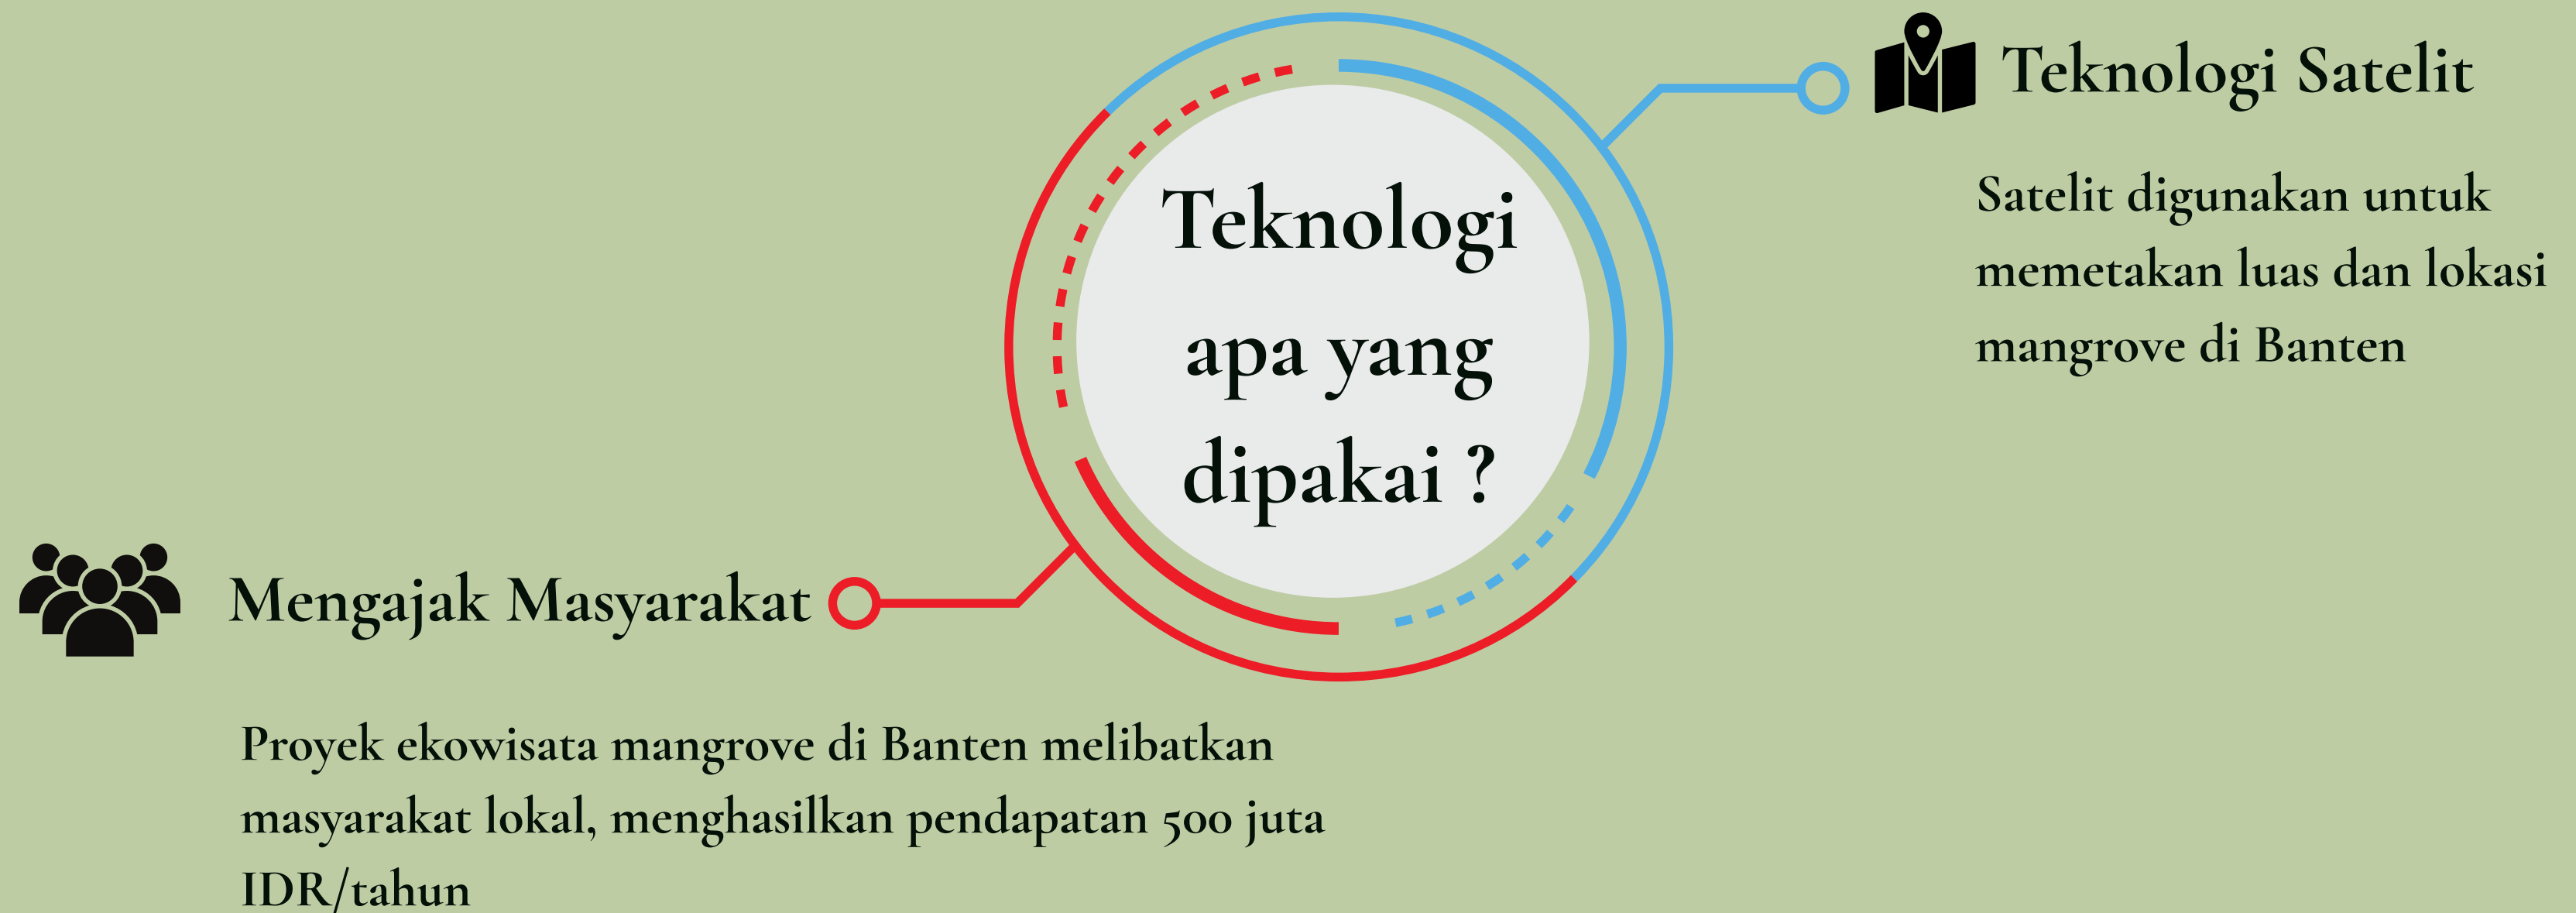 Teknologi
apa yang
dipakai ?
Teknologi Satelit
Satelit digunakan untuk
memetakan luas dan lokasi
mangrove di Banten
Mengajak Masyarakat
Proyek ekowisata mangrove di Banten melibatkan
masyarakat lokal, menghasilkan pendapatan 500 juta
IDR/tahun